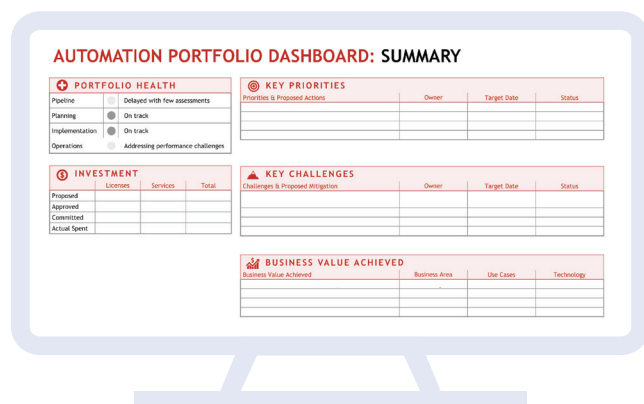 AUTOMATION PORTFOLIO DASHBOARD: SUMMARY
PORTFOLIO HEALTH
Pipeline Delayed with few assessments
Planning On track
Implementation On track
Operations Addressing performance challenges
INVESTMENT
Licenses Services Total
Proposed
Approved
Committed
Actual Spent
KEY PRIORITIES
Priorities & Proposed Actions Owner Target Date Status
KEY CHALLENGES
Challenges & Proposed Mitigation Owner Target Date Status
BUSINESS VALUE ACHIEVED
Business Value Achieved Business Area Use Cases Technology